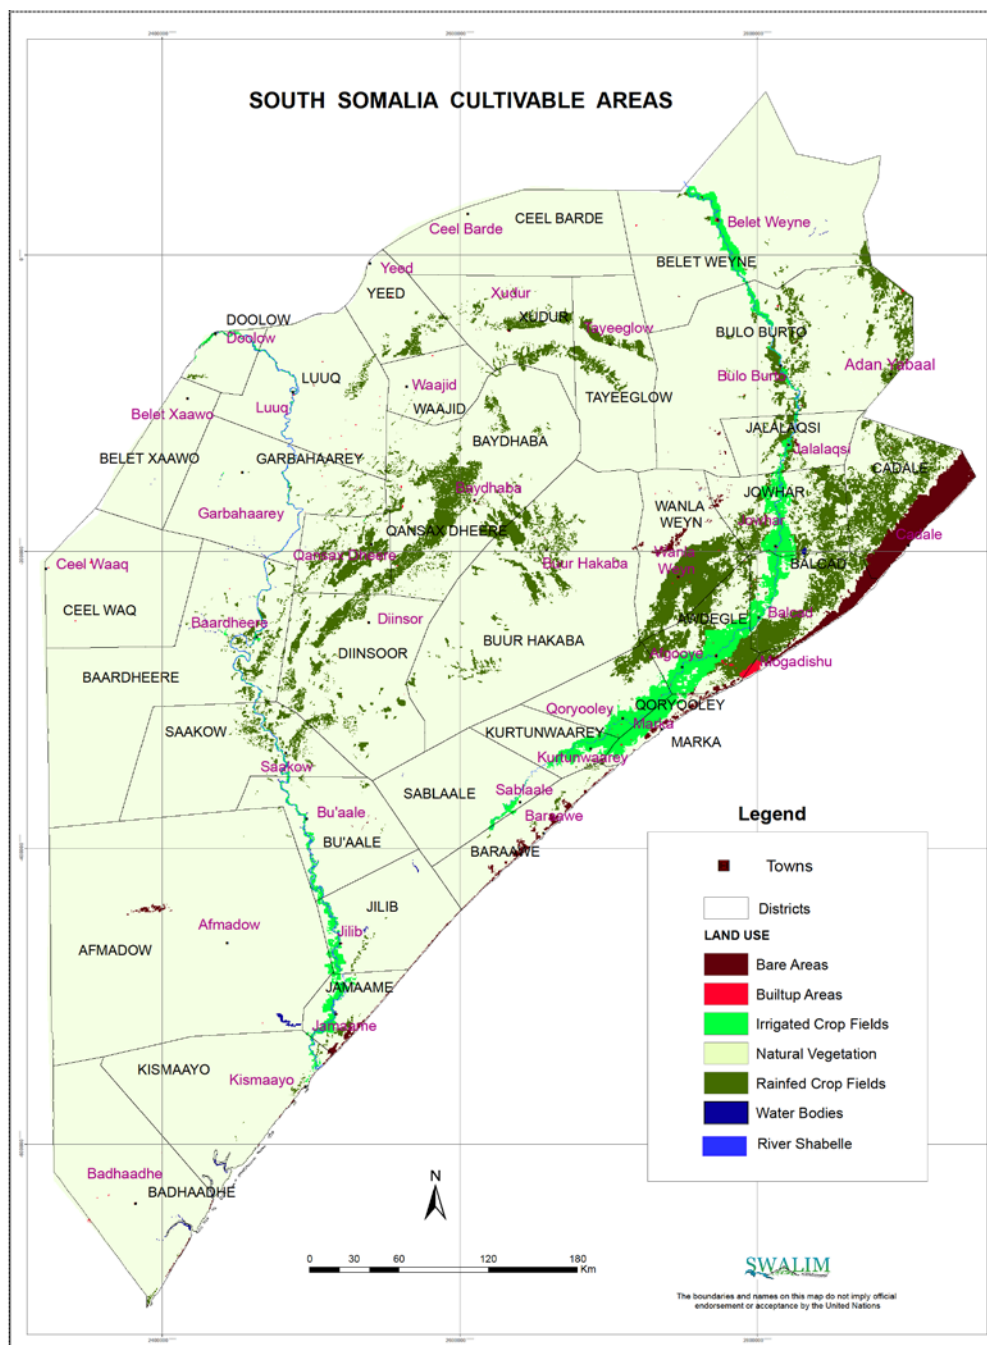 SOUTH SOMALIA CULTIVABLE AREAS
CEEL BARDE
Ceel Barde
Belet Weyne
BELET WEYNE
Yeed
YEED
Xudur
XUDUR
Tayeeglow
DOOLOW
Doolow
BULO BURTO
LUUQ
Bulo Burto
Adan Yabaal
Waajid
WAAJID
TAYEEGLOW
Luuq
Belet Xaawo
JALALAQSI
Jalalaqsi
BAYDHABA
BELET XAAWO
GARBAHAAREY
CADALE
Baydhaba
JOWHAR
WANLA
WEYN
Garbahaarey
Jowhar
QANSAX DHEERE
Cadale
Qansax Dheere
Wanla
Weyn
Ceel Waaq
Buur Hakaba
BALCAD
CEEL WAQ
Baardheere
Diinsor
Balcad
AWDEGLE
DIINSOOR
BUUR HAKABA
Afgooye
Mogadishu
BAARDHEERE
QORYOOLEY
Qoryooley
SAAKOW
KURTUNWAAREY
Marka
MARKA
Kurtunwaarey
Saakow
SABLAALE
Sablaale
Bu'aale
Baraawe
BU'AALE
BARAAWE
JILIB
Afmadow
Jilib
AFMADOW
JAMAAME
Jamaame
KISMAAYO
Kismaayo
Badhaadhe
BADHAADHE
Legend
Towns
Districts
LAND USE
Bare Areas
Builtup Areas
Irrigated Crop Fields
Natural Vegetation
Rainfed Crop Fields
Water Bodies
River Shabelle
N
0 30 60 120 180
Km
SWALIM
The boundaries and names on this map do not imply official
endorsement or acceptance by the United Nations